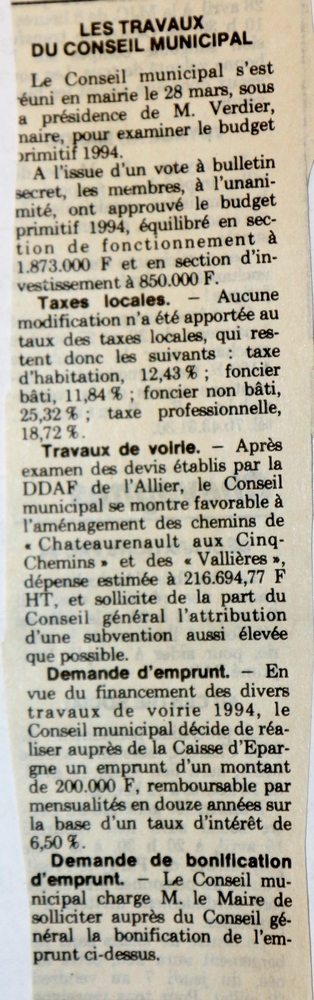 LES TRAVAUX
DU CONSEIL MUNICIPAL
Le Conseil municipal s'est
éuni en mairie le 28 mars, sous
a présidence de M. Verdier,
naire, pour examiner le budget
primitif 1994.
A l'issue d'un vote à bulletin
secret, les membres, à l'unani-
mité, ont approuvé le budget
primitif 1994, équilibré en sec-
tion de fonctionnement à
1.873.000 F et en section d'in-
vestissement à 850.000 F.
Taxes locales. — Aucune
modification n'a été apportée au
taux des taxes locales, qui res-
tent donc les suivants : taxe
d'habitation, 12,43 % ; foncier
bâti, 11,84 % ; foncier non bâti,
25,32 % ; taxe professionnelle,
18,72 %.
Travaux de voirie. — Après
examen des devis établis par la
DDAF de l'Allier, le Conseil
municipal se montre favorable à
l'aménagement des chemins de
« Chateaurenault aux Cinq-
Chemins » et des « Vallières »,
dépense estimée à 216.694,77 F
HT, et sollicite de la part du
Conseil général l'attribution
d'une subvention aussi élevée
que possible.
Demande d'emprunt. — En
vue du financement des divers
travaux de voirie 1994, le
Conseil municipal décide de réa-
liser auprès de la Caisse d'Epar-
gne un emprunt d'un montant
de 200.000 F, remboursable par
mensualités en douze années sur
la base d'un taux d'intérêt de
6,50 %.
Demande de bonification
d'emprunt. — Le Conseil mu-
nicipal charge M. le Maire de
solliciter auprès du Conseil gé-
néral la bonification de l'em-
prunt ci-dessus.